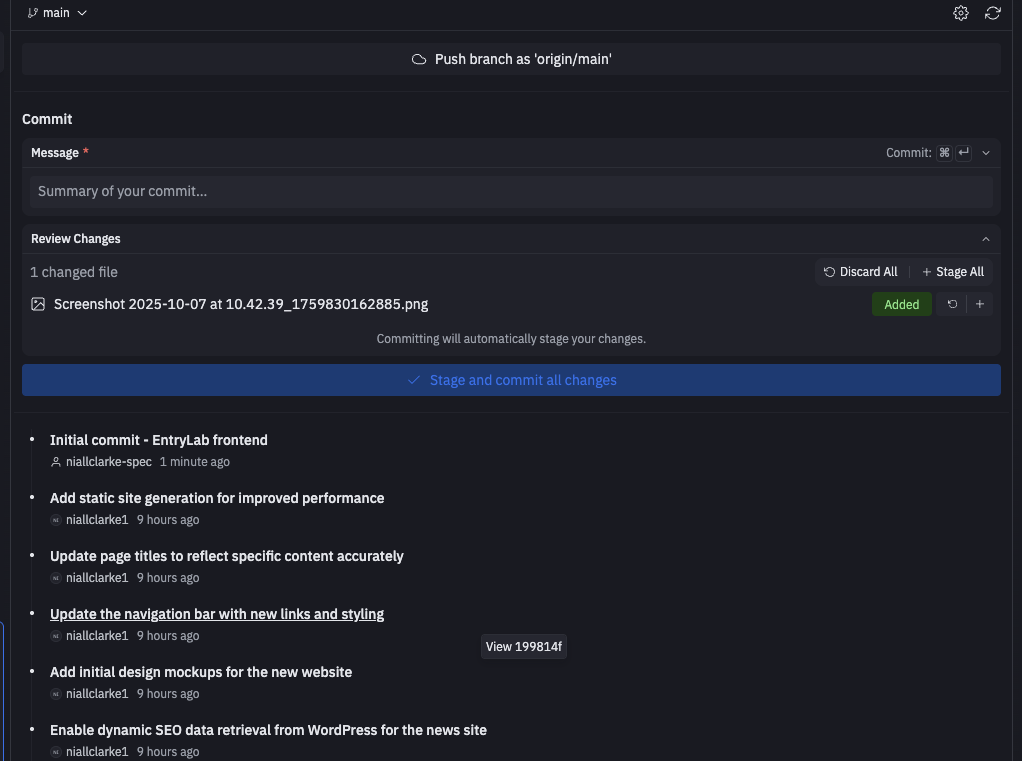 main
Push branch as 'origin/main'
Commit
Message *
Commit: ⌘ ↵
Summary of your commit...
Review Changes
1 changed file
Discard All
Stage All
Screenshot 2025-10-07 at 10.42.39_1759830162885.png
Added
Committing will automatically stage your changes.
Stage and commit all changes
Initial commit - EntryLab frontend
niallclarke-spec 1 minute ago
Add static site generation for improved performance
niallclarke1 9 hours ago
Update page titles to reflect specific content accurately
niallclarke1 9 hours ago
Update the navigation bar with new links and styling
niallclarke1 9 hours ago
View 199814f
Add initial design mockups for the new website
niallclarke1 9 hours ago
Enable dynamic SEO data retrieval from WordPress for the news site
niallclarke1 9 hours ago